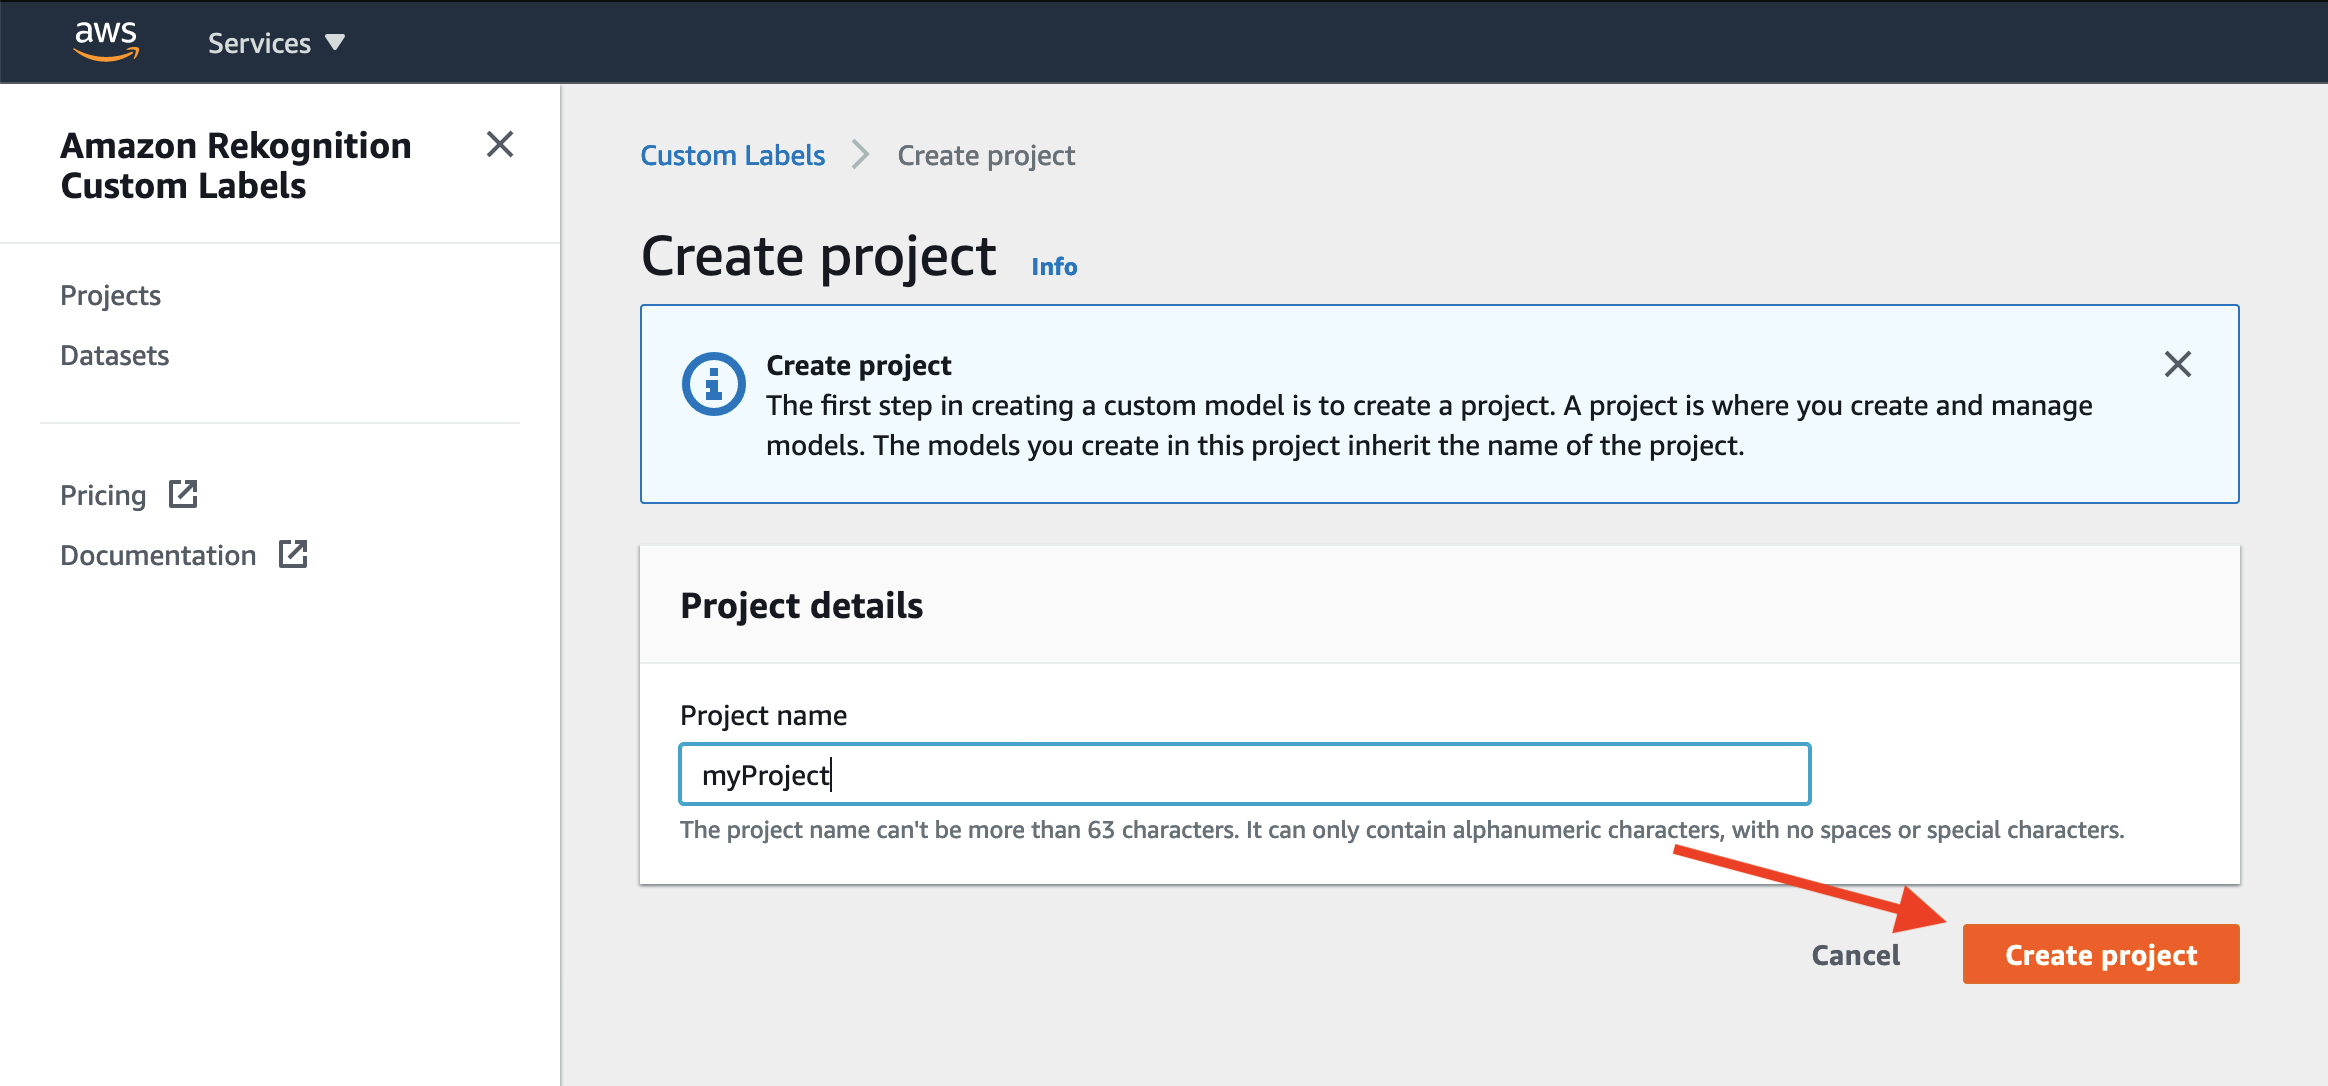 aws
Services
Amazon Rekognition
Custom Labels
Projects
Datasets
Pricing
Documentation
Custom Labels
Create project
Create project Info
Create project
The first step in creating a custom model is to create a project. A project is where you create and manage
models. The models you create in this project inherit the name of the project.
Project details
Project name
myProject
The project name can't be more than 63 characters. It can only contain alphanumeric characters, with no spaces or special characters.
Cancel
Create project